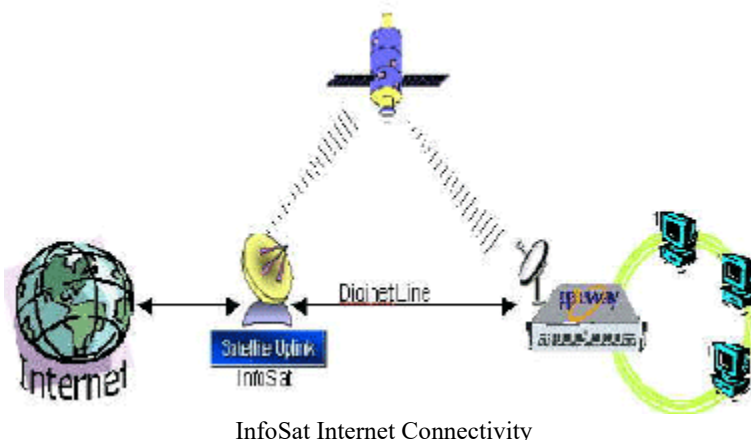 DiginetLine
Satellite Uplink
InfoSat
Internet
InfoSat Internet Connectivity